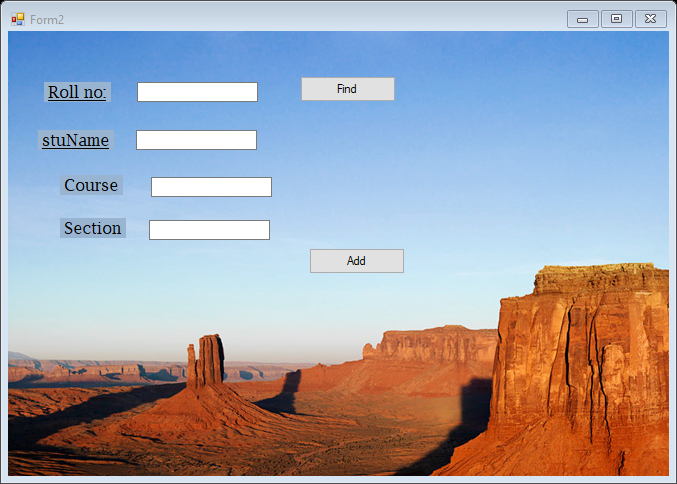 Form2
Roll no:
Find
stuName
Course
Section
Add